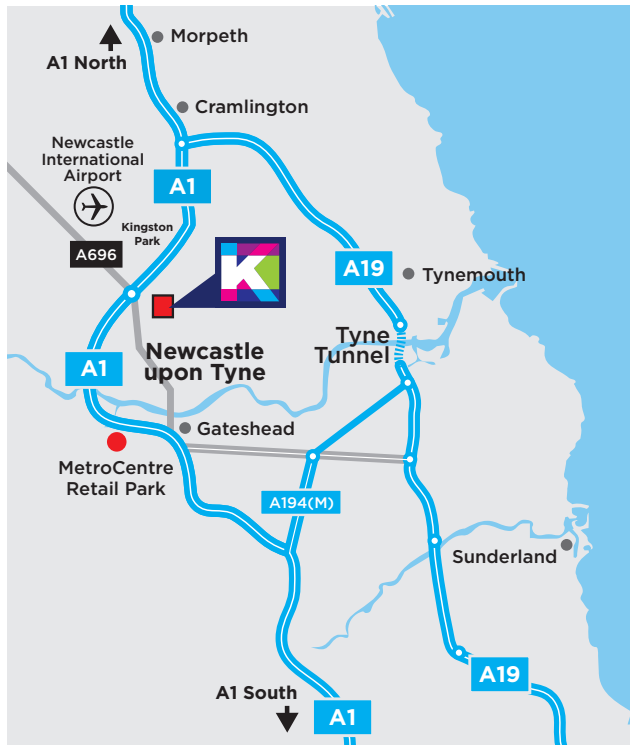 Morpeth
A1 North
Cramlington
Newcastle
International
Airport
A1
Kingston
Park
A696
K
A19
Tynemouth
Tyne
Tunnel
Newcastle
upon Tyne
A1
Gateshead
MetroCentre
Retail Park
A194(M)
Sunderland
A19
A1 South
A1